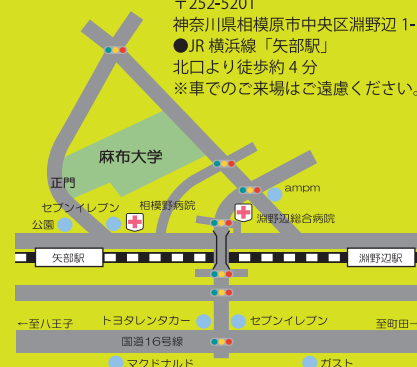 〒252-5201
神奈川県相模原市中央区淵野辺 1-
●JR 横浜線「矢部駅」
北口より徒歩約 4 分
※車でのご来場はご遠慮ください。
麻布大学
正門
セブンイレブン
相模野病院
公園
ampm
淵野辺総合病院
矢部駅
淵野辺駅
←至八王子
トヨタレンタカー
セブンイレブン
至町田→
国道16号線
マクドナルド
ガスト